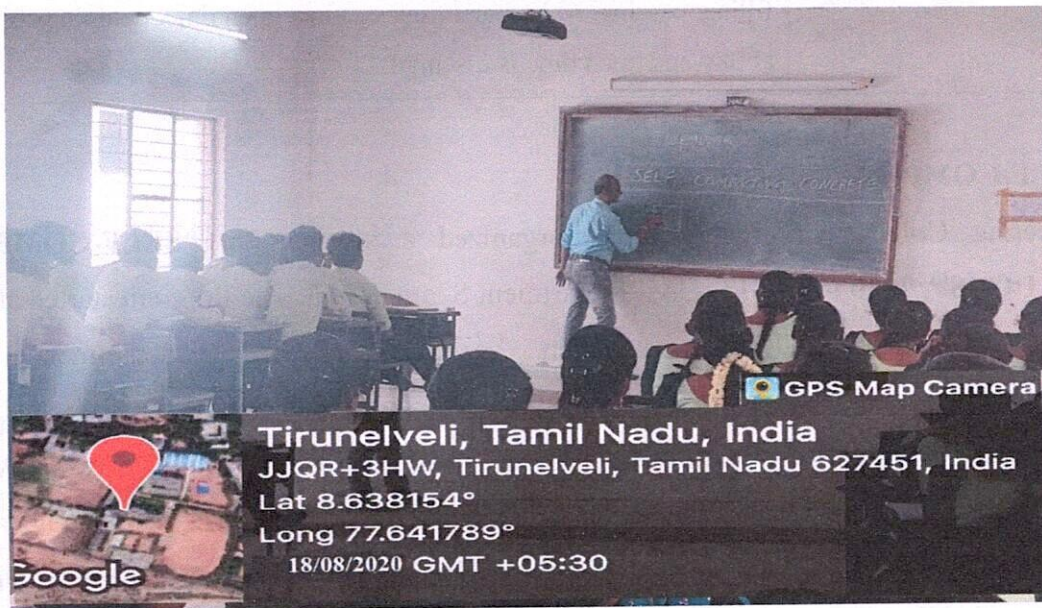 SELF COMPACTING CONCRETE
GPS Map Camera
Tirunelveli, Tamil Nadu, India
JJQR+3HW, Tirunelveli, Tamil Nadu 627451, India
Lat 8.638154°
Long 77.641789°
18/08/2020 GMT +05:30
Google